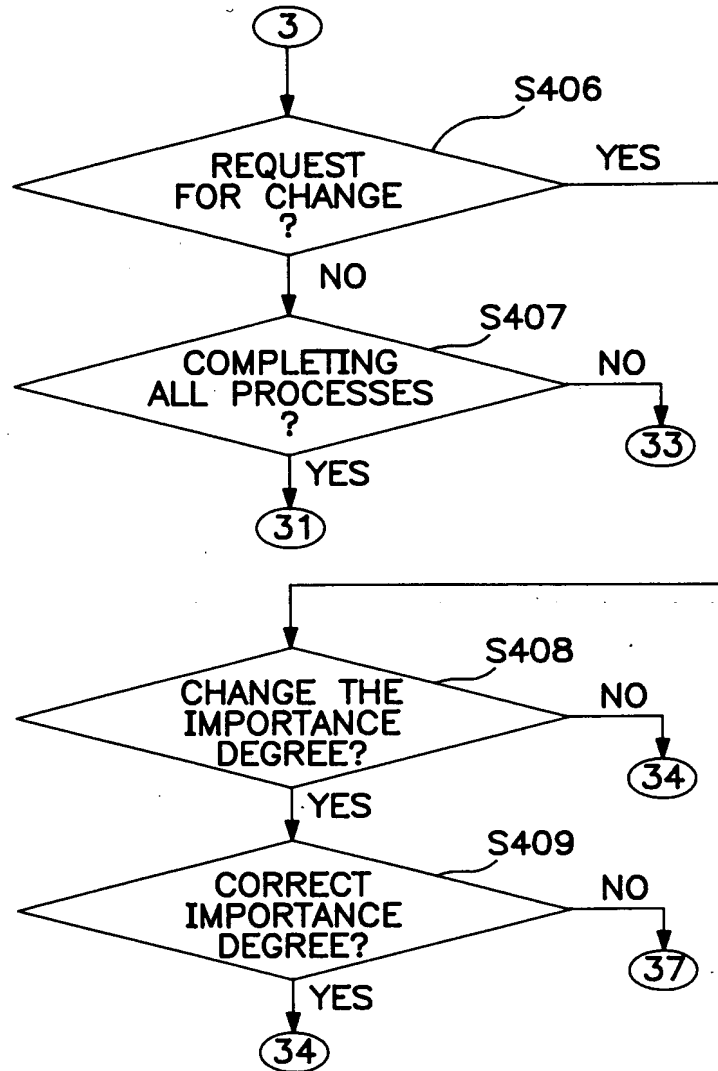 3
S406
REQUEST
FOR CHANGE
?
YES
NO
S407
COMPLETING
ALL PROCESSES
?
NO
33
YES
31
S408
CHANGE THE
IMPORTANCE
DEGREE?
NO
34
YES
S409
CORRECT
IMPORTANCE
DEGREE?
NO
37
YES
34